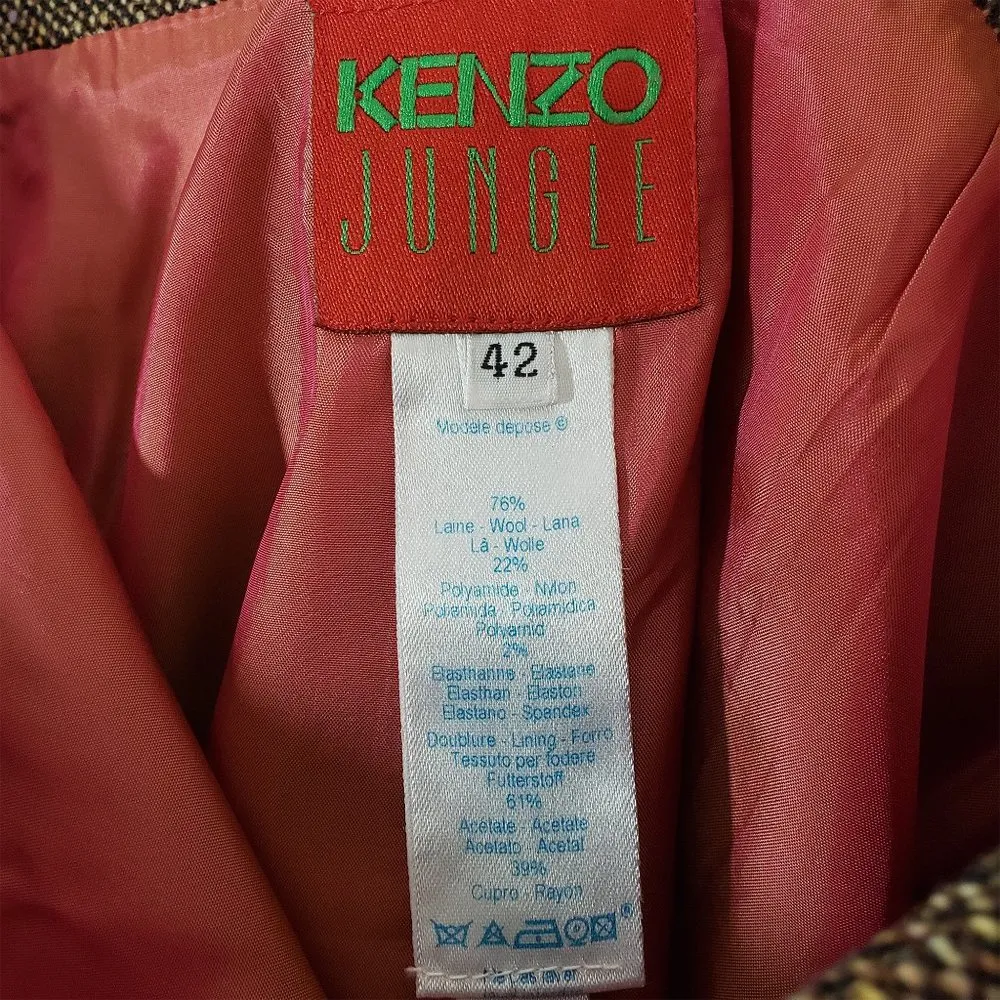 KENZO
JUNGLE
42
Modele depose ©
76%
Laine - Wool - Lana
Lã - Wolle
22%
Polyamide - Nylon
Poliamida - Poliamidica
Polyamid
2%
Elasthanne - Elastane
Elasthan - Elaston
Elastano - Spandex
Doublure - Lining - Forro
Tessuto per fodere
Futterstoff
61%
Acétate - Acetate
Acetato - Acetat
39%
Cupro - Rayon
®